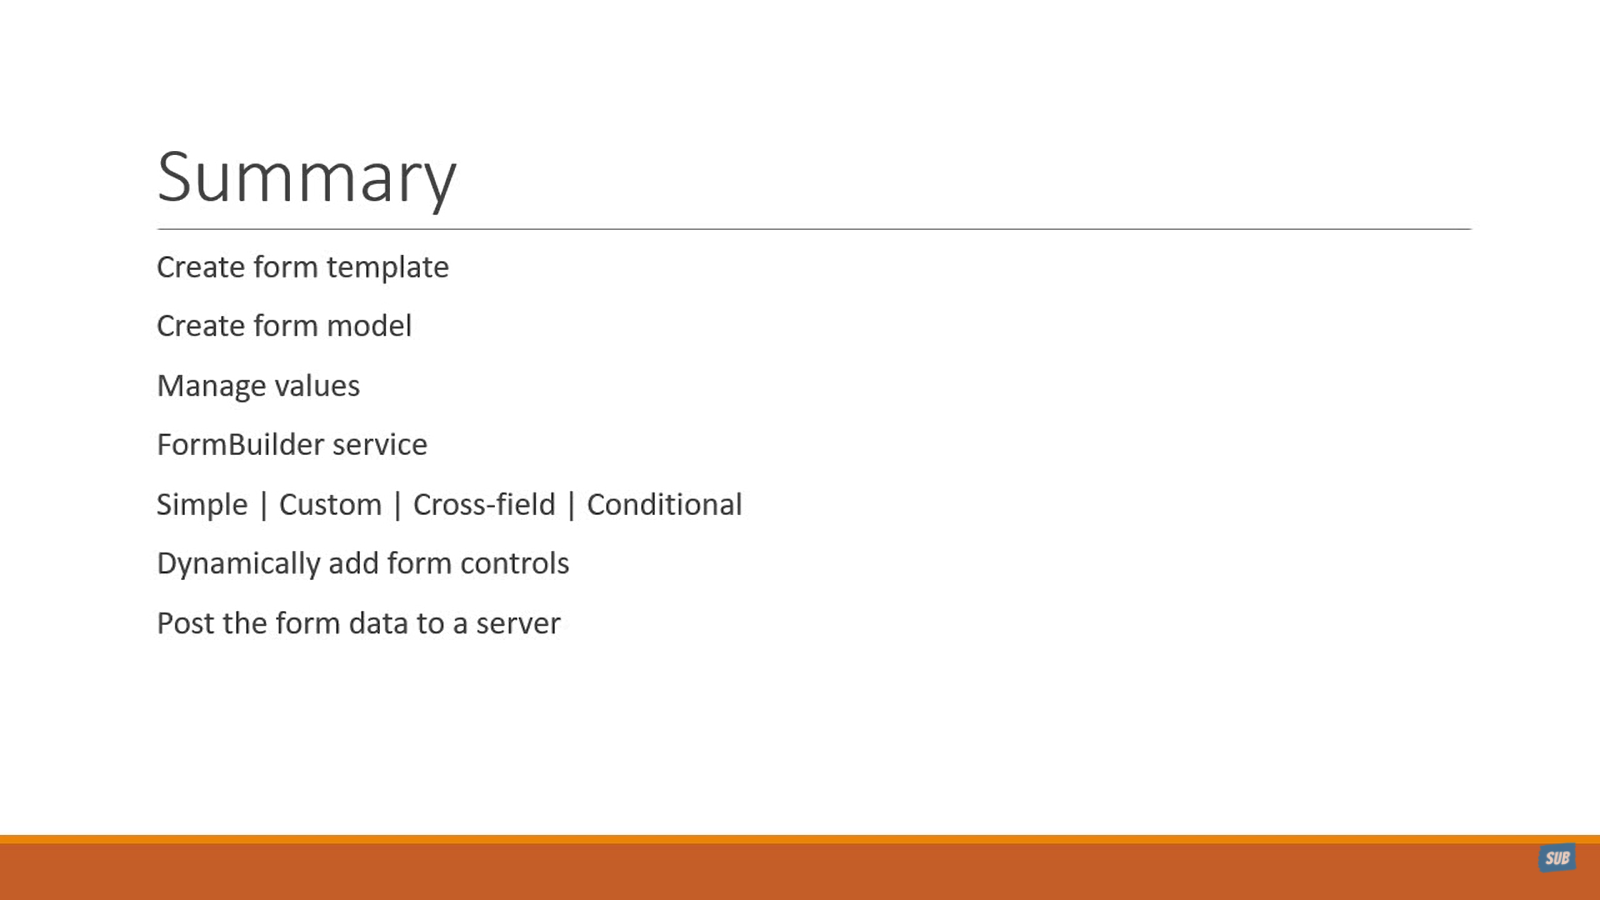 Summary
Create form template
Create form model
Manage values
FormBuilder service
Simple | Custom | Cross-field | Conditional
Dynamically add form controls
Post the form data to a server
SUB